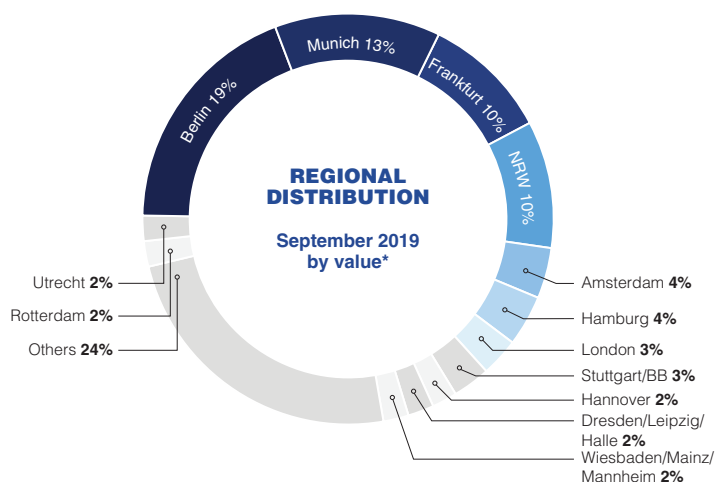 Munich 13%
Frankfurt 10%
Berlin 19%
NRW 10%
REGIONAL
DISTRIBUTION
September 2019
by value*
Utrecht 2%
Rotterdam 2%
Others 24%
Amsterdam 4%
Hamburg 4%
London 3%
Stuttgart/BB 3%
Hannover 2%
Dresden/Leipzig/
Halle 2%
Wiesbaden/Mainz/
Mannheim 2%